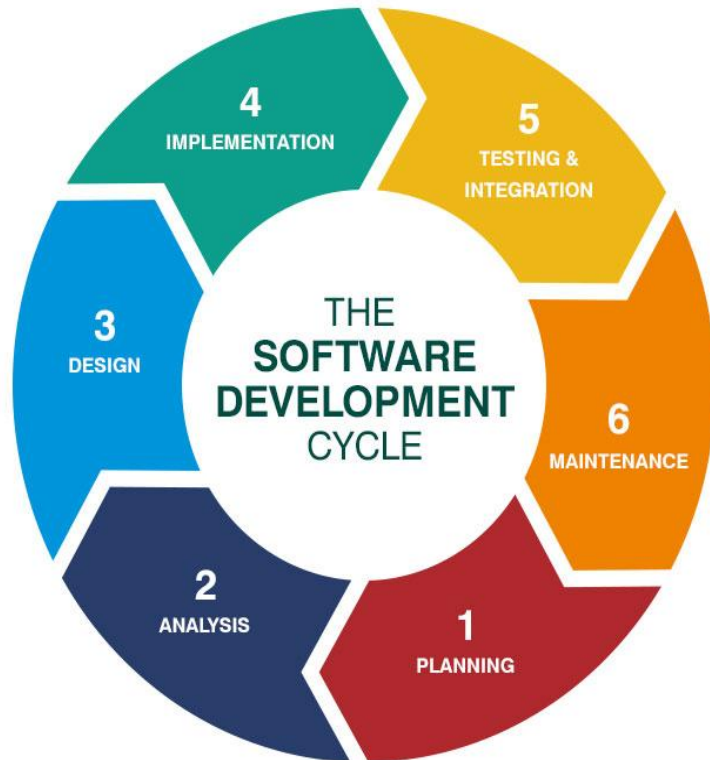 THE
SOFTWARE
DEVELOPMENT
CYCLE
1
PLANNING
2
ANALYSIS
3
DESIGN
4
IMPLEMENTATION
5
TESTING &
INTEGRATION
6
MAINTENANCE